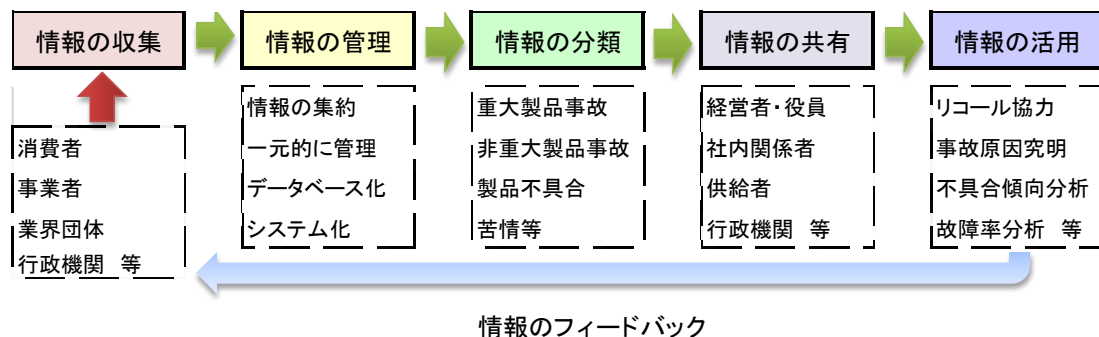 情報の収集
情報の管理
情報の分類
情報の共有
情報の活用
消費者
事業者
業界団体
行政機関 等
情報の集約
一元的に管理
データベース化
システム化
重大製品事故
非重大製品事故
製品不具合
苦情等
経営者・役員
社内関係者
供給者
行政機関 等
リコール協力
事故原因究明
不具合傾向分析
故障率分析 等
情報のフィードバック